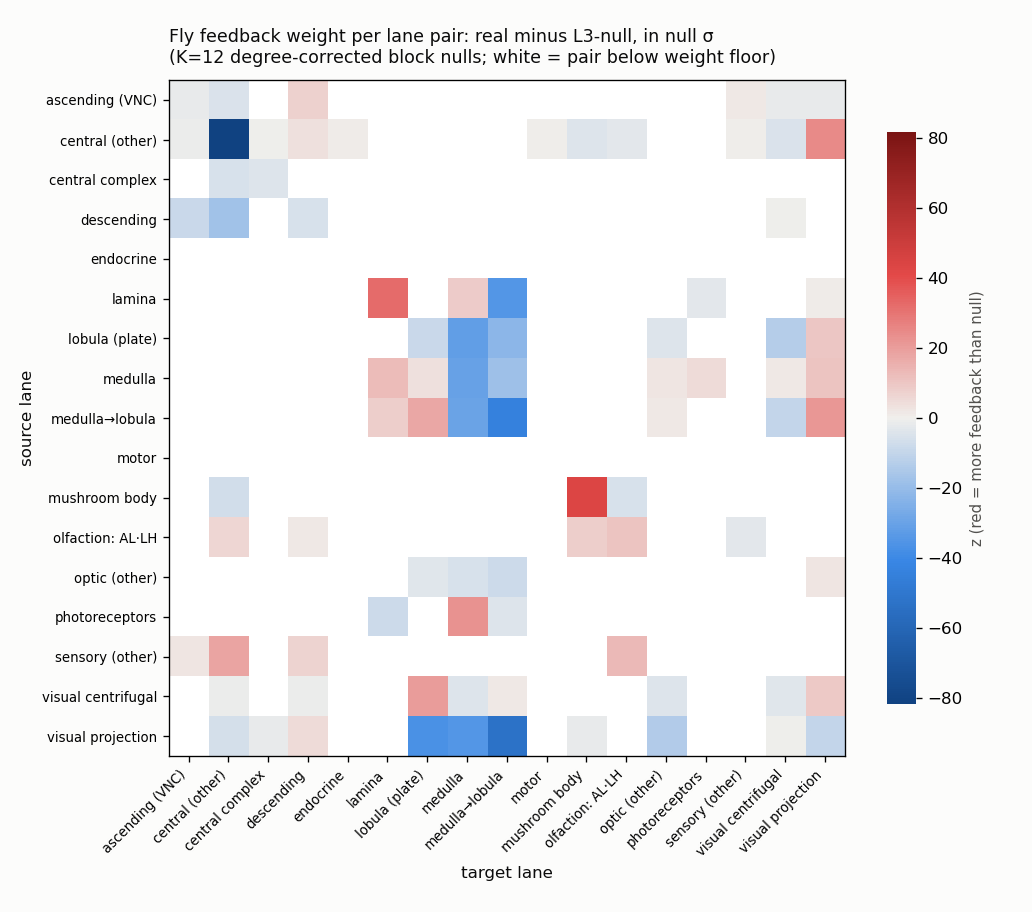 Fly feedback weight per lane pair: real minus L3-null, in null σ
(K=12 degree-corrected block nulls; white = pair below weight floor)
source lane
ascending (VNC)
central (other)
central complex
descending
endocrine
lamina
lobula (plate)
medulla
medulla→lobula
motor
mushroom body
olfaction: AL·LH
optic (other)
photoreceptors
sensory (other)
visual centrifugal
visual projection
ascending (VNC)
central (other)
central complex
descending
endocrine
lamina
lobula (plate)
medulla
medulla→lobula
motor
mushroom body
olfaction: AL·LH
optic (other)
photoreceptors
sensory (other)
visual centrifugal
visual projection
target lane
80
60
40
20
0
−20
−40
−60
−80
z (red = more feedback than null)